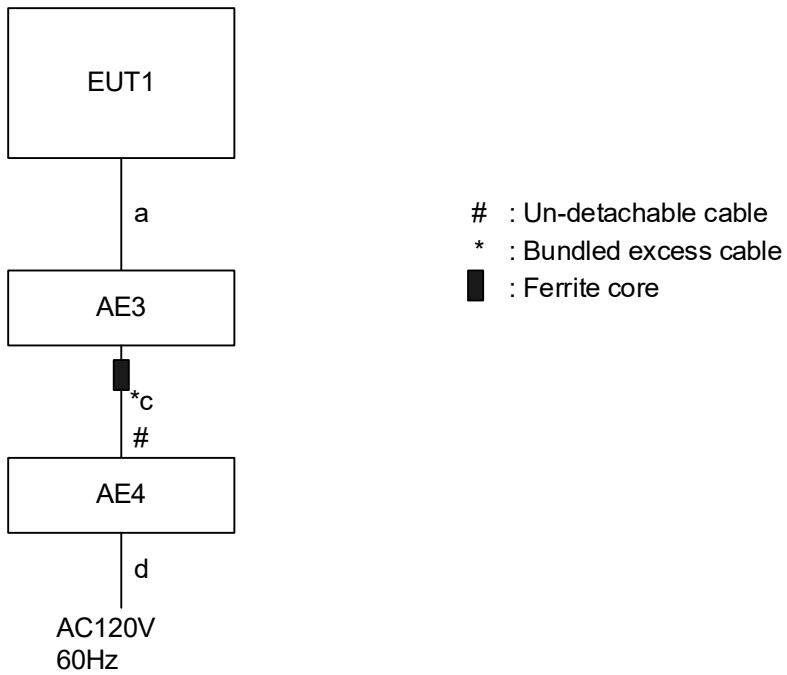 EUT1
a
# : Un-detachable cable
* : Bundled excess cable
: Ferrite core
AE3
*c
#
AE4
d
AC120V
60Hz